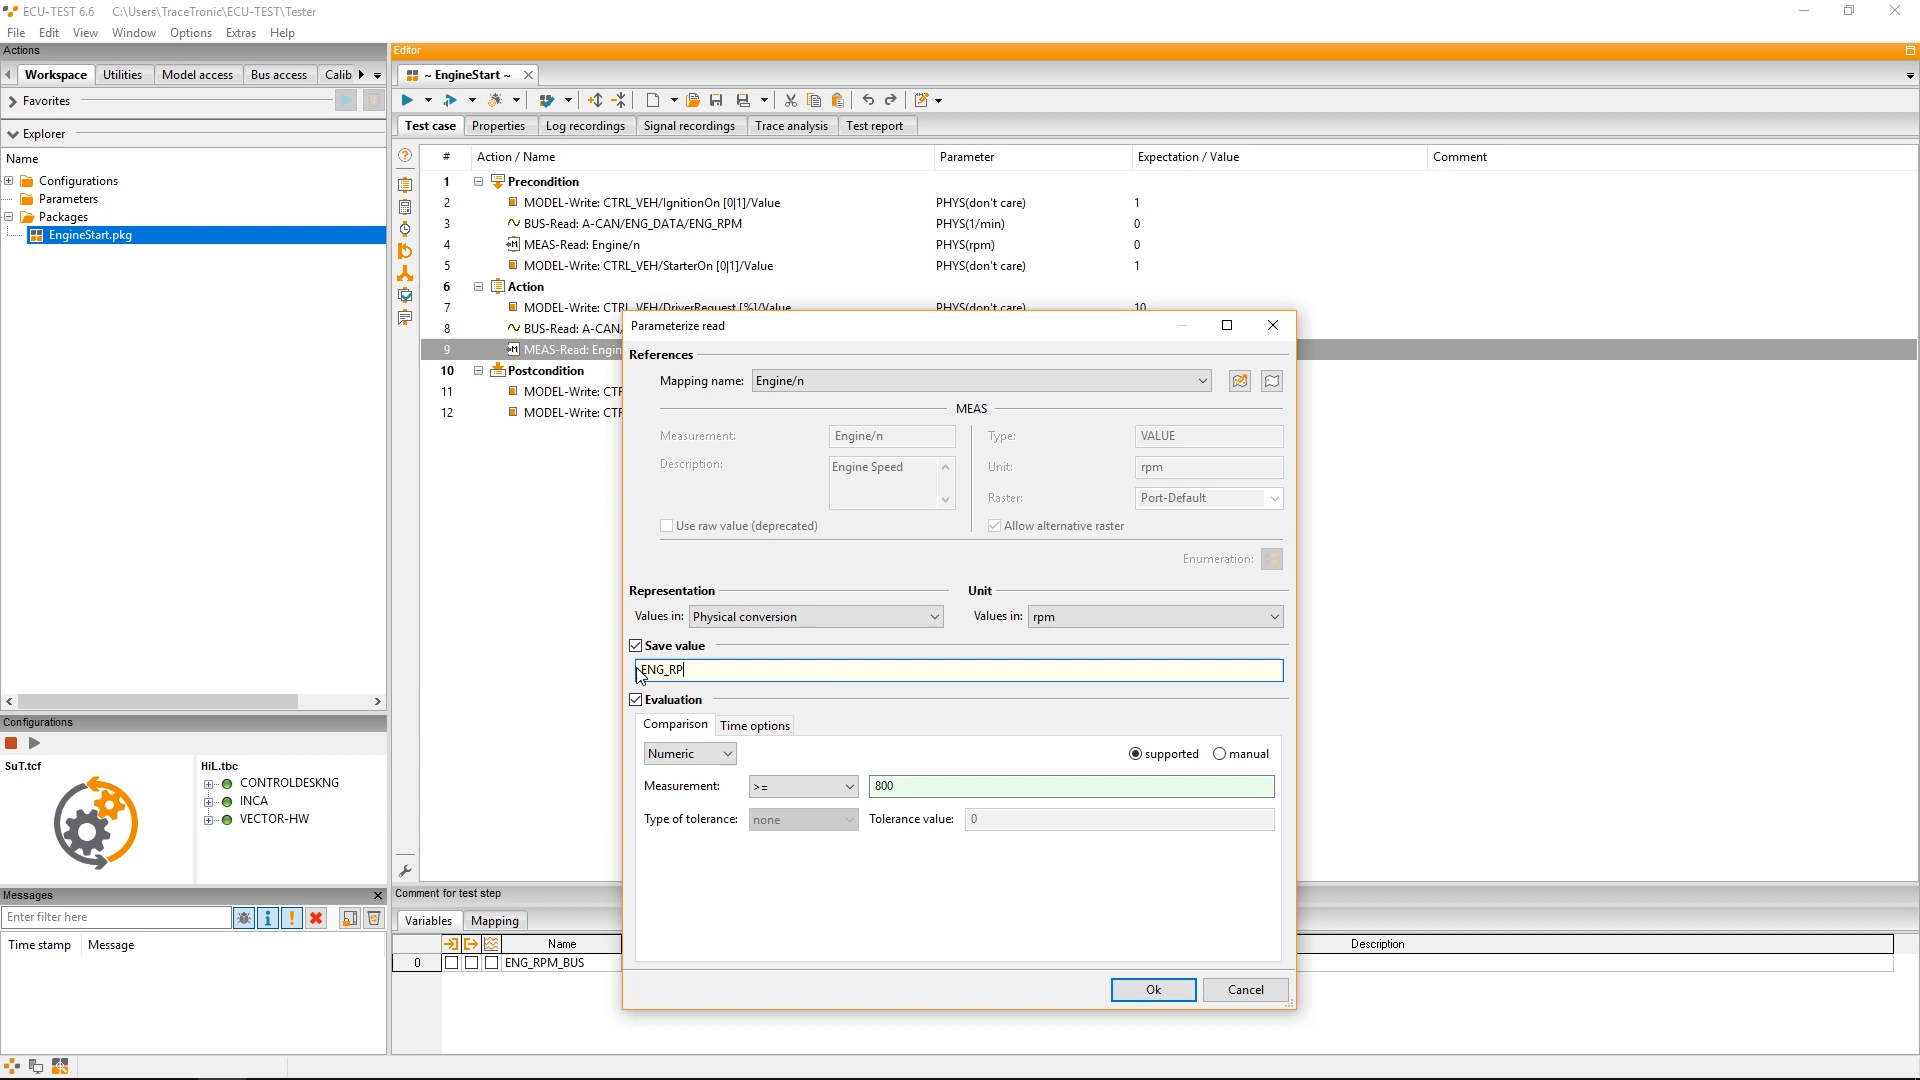 ECU-TEST 6.6 C:\Users\TraceTronic\ECU-TEST\Tester
File Edit View Window Options Extras Help
Actions
Editor
Workspace Utilities Model access Bus access Calib
~ EngineStart ~
Favorites
Test case Properties Log recordings Signal recordings Trace analysis Test report
Explorer
Name
Configurations
Parameters
Packages
EngineStart.pkg
# Action / Name Parameter Expectation / Value Comment
1 Precondition
2 MODEL-Write: CTRL_VEH/IgnitionOn [0|1]/Value PHYS(don't care) 1
3 BUS-Read: A-CAN/ENG_DATA/ENG_RPM PHYS(1/min) 0
4 MEAS-Read: Engine/n PHYS(rpm) 0
5 MODEL-Write: CTRL_VEH/StarterOn [0|1]/Value PHYS(don't care) 1
6 Action
7 MODEL-Write: CTRL_VEH/DriverRequest [%]/Value PHYS(don't care) 10
8 BUS-Read: A-CAN/
9 MEAS-Read: Engin
10 Postcondition
11 MODEL-Write: CTR
12 MODEL-Write: CTR
Parameterize read
References
Mapping name: Engine/n
MEAS
Measurement: Engine/n Type: VALUE
Description: Engine Speed Unit: rpm
Raster: Port-Default
Use raw value (deprecated) Allow alternative raster
Enumeration:
Representation Unit
Values in: Physical conversion Values in: rpm
Save value
ENG_RP
Evaluation
Comparison Time options
Numeric supported manual
Measurement: >= 800
Type of tolerance: none Tolerance value: 0
Ok Cancel
Configurations
SuT.tcf HiL.tbc
CONTROLDESKNG
INCA
VECTOR-HW
Messages
Enter filter here
Time stamp Message
Comment for test step
Variables Mapping
Name Description
0 ENG_RPM_BUS